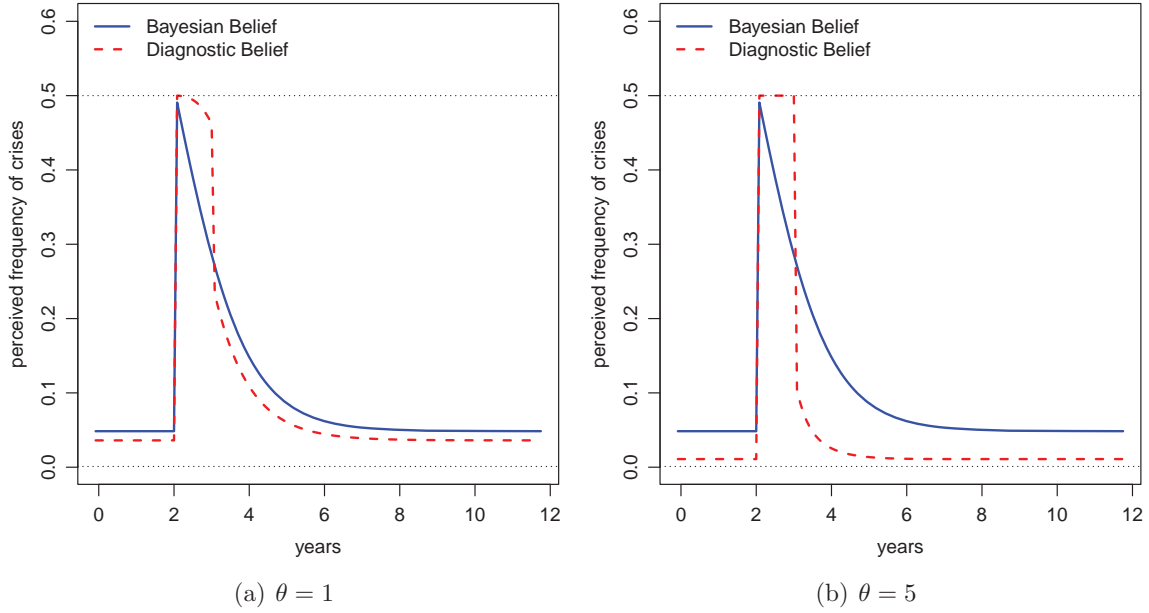 Bayesian Belief
Diagnostic Belief
perceived frequency of crises
0.0 0.1 0.2 0.3 0.4 0.5 0.6
0 2 4 6 8 10 12
years
(a) θ = 1
Bayesian Belief
Diagnostic Belief
perceived frequency of crises
0.0 0.1 0.2 0.3 0.4 0.5 0.6
0 2 4 6 8 10 12
years
(b) θ = 5